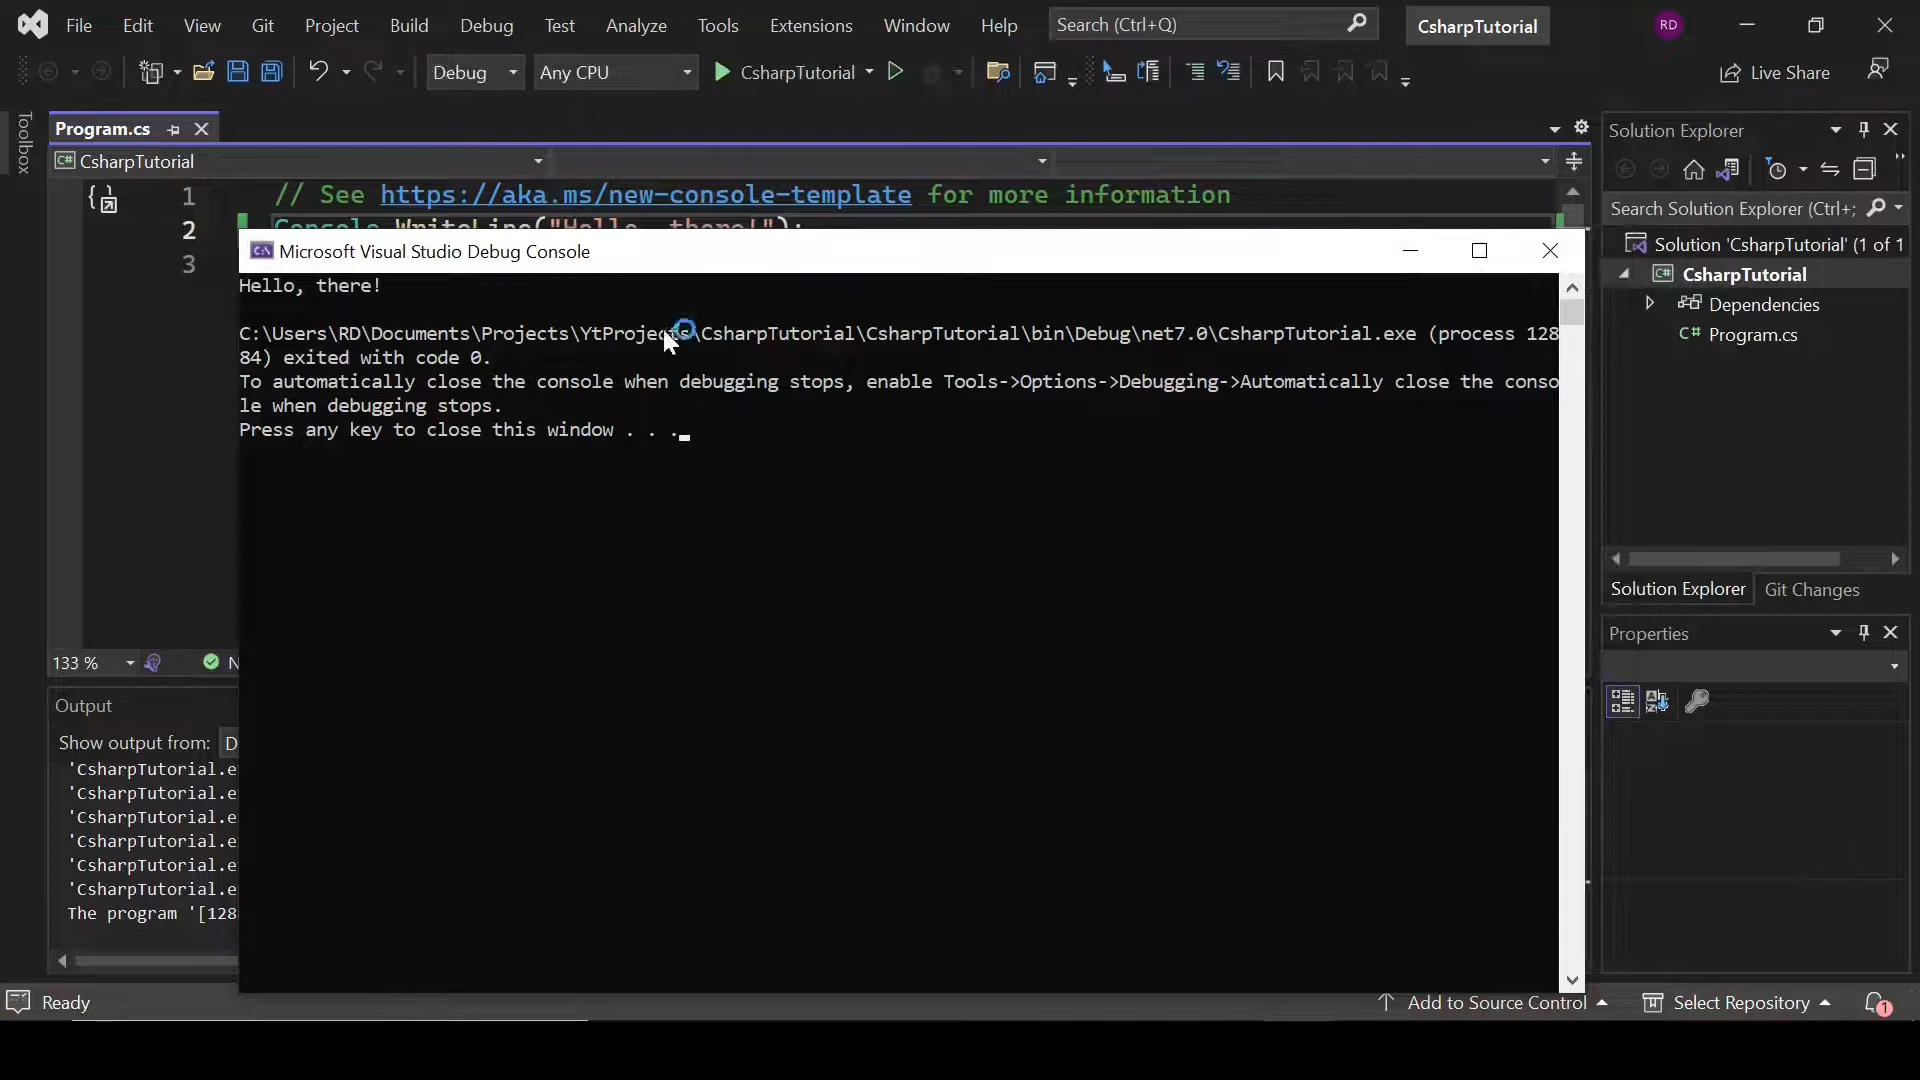 File Edit View Git Project Build Debug Test Analyze Tools Extensions Window Help Search (Ctrl+Q) CsharpTutorial RD
Debug Any CPU CsharpTutorial Live Share
Toolbox
Program.cs
CsharpTutorial
1 // See https://aka.ms/new-console-template for more information
2 Console.WriteLine("Hello, there!");
3
Microsoft Visual Studio Debug Console
Hello, there!
C:\Users\RD\Documents\Projects\YtProjects\CsharpTutorial\CsharpTutorial\bin\Debug\net7.0\CsharpTutorial.exe (process 128
84) exited with code 0.
To automatically close the console when debugging stops, enable Tools->Options->Debugging->Automatically close the conso
le when debugging stops.
Press any key to close this window . . .
133 % N
Output
Show output from: D
'CsharpTutorial.e
'CsharpTutorial.e
'CsharpTutorial.e
'CsharpTutorial.e
'CsharpTutorial.e
'CsharpTutorial.e
The program '[128
Solution Explorer
Search Solution Explorer (Ctrl+;
Solution 'CsharpTutorial' (1 of 1
C# CsharpTutorial
Dependencies
C# Program.cs
Solution Explorer Git Changes
Properties
Ready Add to Source Control Select Repository 1